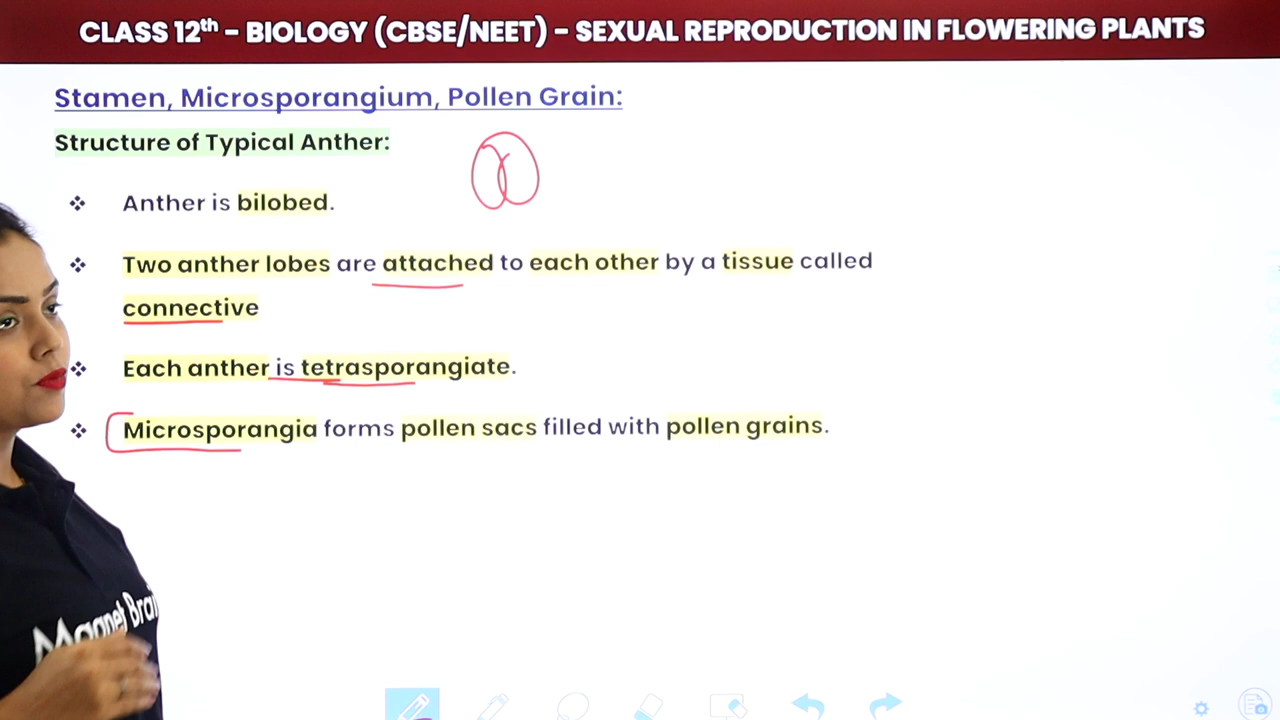 CLASS 12th - BIOLOGY (CBSE/NEET) - SEXUAL REPRODUCTION IN FLOWERING PLANTS
Stamen, Microsporangium, Pollen Grain:
Structure of Typical Anther:
❖ Anther is bilobed.
❖ Two anther lobes are attached to each other by a tissue called
connective
❖ Each anther is tetrasporangiate.
❖ Microsporangia forms pollen sacs filled with pollen grains.
Magnet Brai